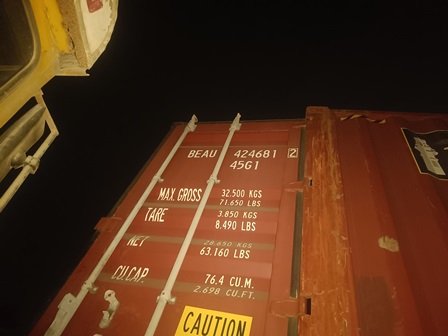 BEAU 424681 2
45G1
MAX. GROSS 32.500 KGS
71.650 LBS
TARE 3.850 KGS
8.490 LBS
NET 28.650 KGS
63.160 LBS
CU.CAP. 76.4 CU.M.
2.698 CU.FT.
CAUTION